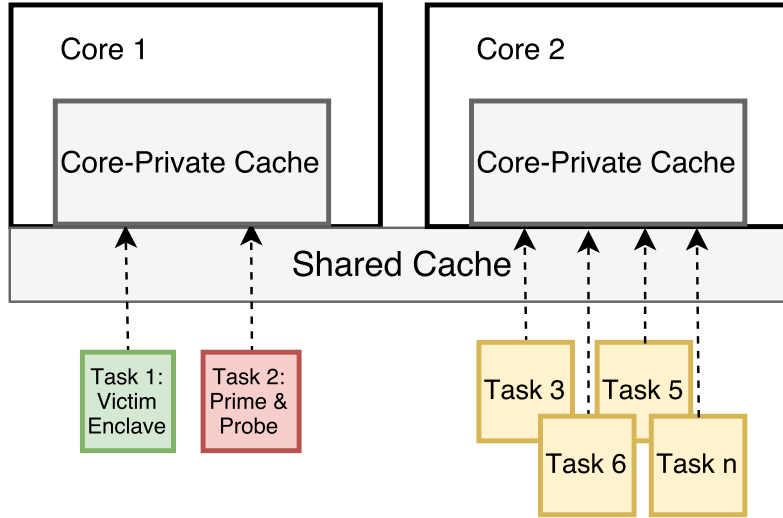 Core 1
Core 2
Core-Private Cache
Core-Private Cache
Shared Cache
Task 1:
Victim
Enclave
Task 2:
Prime &
Probe
Task 3
Task 5
Task 6
Task n